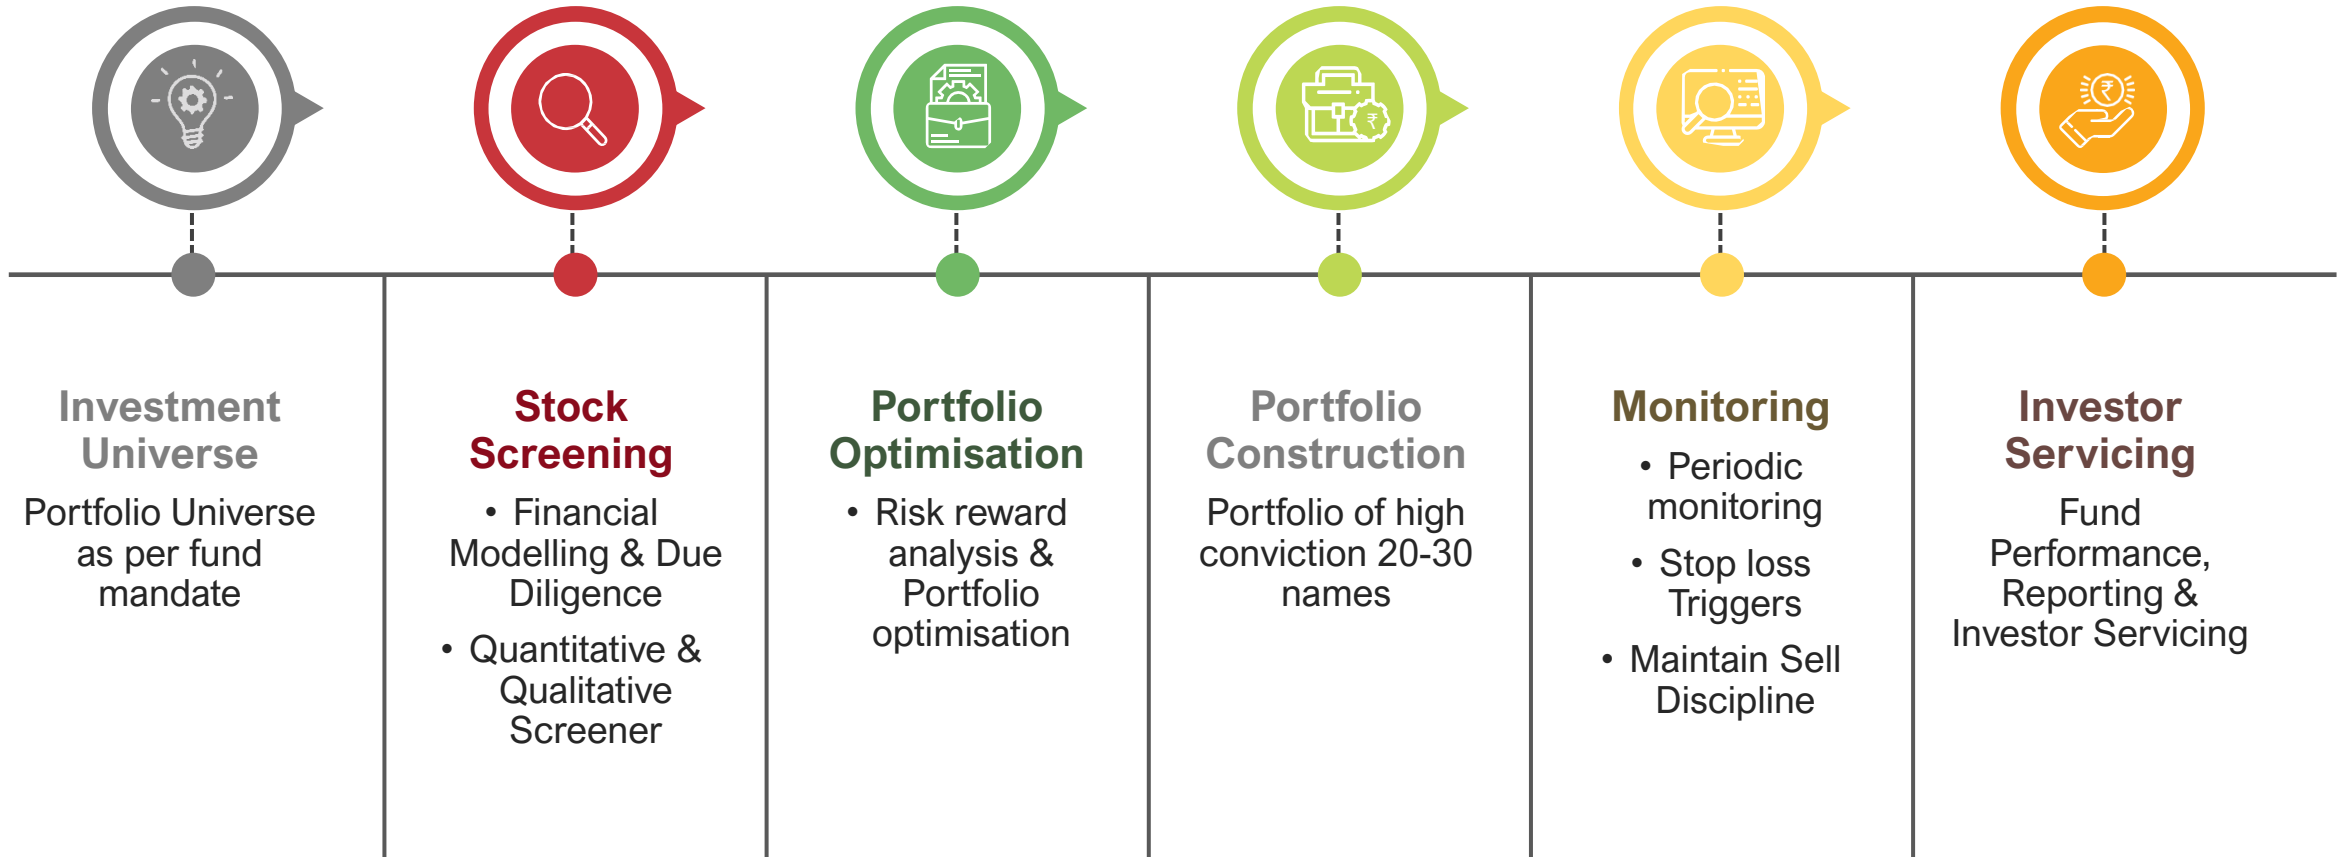 ₹
₹
Investment
Universe
Portfolio Universe
as per fund
mandate
Stock
Screening
• Financial
Modelling & Due
Diligence
• Quantitative &
Qualitative
Screener
Portfolio
Optimisation
• Risk reward
analysis &
Portfolio
optimisation
Portfolio
Construction
Portfolio of high
conviction 20-30
names
Monitoring
• Periodic
monitoring
• Stop loss
Triggers
• Maintain Sell
Discipline
Investor
Servicing
Fund
Performance,
Reporting &
Investor Servicing